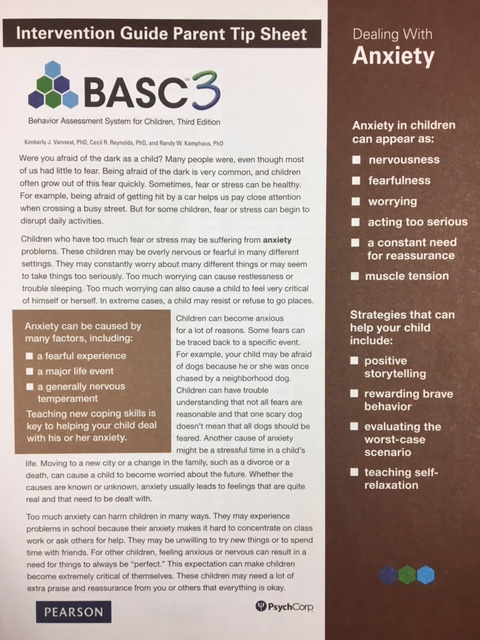 Intervention Guide Parent Tip Sheet
BASC™3
Behavior Assessment System for Children, Third Edition
Kimberly J. Vannest, PhD, Cecil R. Reynolds, PhD, and Randy W. Kamphaus, PhD
Were you afraid of the dark as a child? Many people were, even though most
of us had little to fear. Being afraid of the dark is very common, and children
often grow out of this fear quickly. Sometimes, fear or stress can be healthy.
For example, being afraid of getting hit by a car helps us pay close attention
when crossing a busy street. But for some children, fear or stress can begin to
disrupt daily activities.
Children who have too much fear or stress may be suffering from anxiety
problems. These children may be overly nervous or fearful in many different
settings. They may constantly worry about many different things or may seem
to take things too seriously. Too much worrying can cause restlessness or
trouble sleeping. Too much worrying can also cause a child to feel very critical
of himself or herself. In extreme cases, a child may resist or refuse to go places.
Anxiety can be caused by
many factors, including:
■ a fearful experience
■ a major life event
■ a generally nervous
temperament
Teaching new coping skills is
key to helping your child deal
with his or her anxiety.
Children can become anxious
for a lot of reasons. Some fears can
be traced back to a specific event.
For example, your child may be afraid
of dogs because he or she was once
chased by a neighborhood dog.
Children can have trouble
understanding that not all fears are
reasonable and that one scary dog
doesn't mean that all dogs should be
feared. Another cause of anxiety
might be a stressful time in a child's
life. Moving to a new city or a change in the family, such as a divorce or a
death, can cause a child to become worried about the future. Whether the
causes are known or unknown, anxiety usually leads to feelings that are quite
real and that need to be dealt with.
Too much anxiety can harm children in many ways. They may experience
problems in school because their anxiety makes it hard to concentrate on class
work or ask others for help. They may be unwilling to try new things or to spend
time with friends. For other children, feeling anxious or nervous can result in a
need for things to always be "perfect." This expectation can make children
become extremely critical of themselves. These children may need a lot of
extra praise and reassurance from you or others that everything is okay.
PEARSON
PsychCorp
Dealing With
Anxiety
Anxiety in children
can appear as:
■ nervousness
■ fearfulness
■ worrying
■ acting too serious
■ a constant need
for reassurance
■ muscle tension
Strategies that can
help your child
include:
■ positive
storytelling
■ rewarding brave
behavior
■ evaluating the
worst-case
scenario
■ teaching self-
relaxation